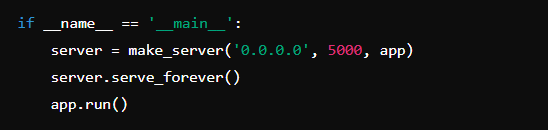 if __name__ == '__main__':
    server = make_server('0.0.0.0', 5000, app)
    server.serve_forever()
    app.run()